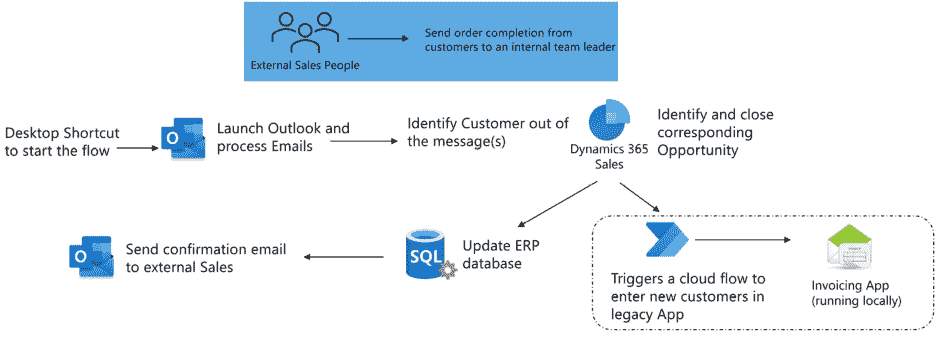 Send order completion from
customers to an internal team leader
External Sales People
Desktop Shortcut
to start the flow
O
Launch Outlook and
process Emails
Identify Customer out of
the message(s)
Dynamics 365
Sales
Identify and close
corresponding
Opportunity
O
Send confirmation email
to external Sales
SQL
Update ERP
database
Triggers a cloud flow to
enter new customers in
legacy App
Invoicing App
(running locally)